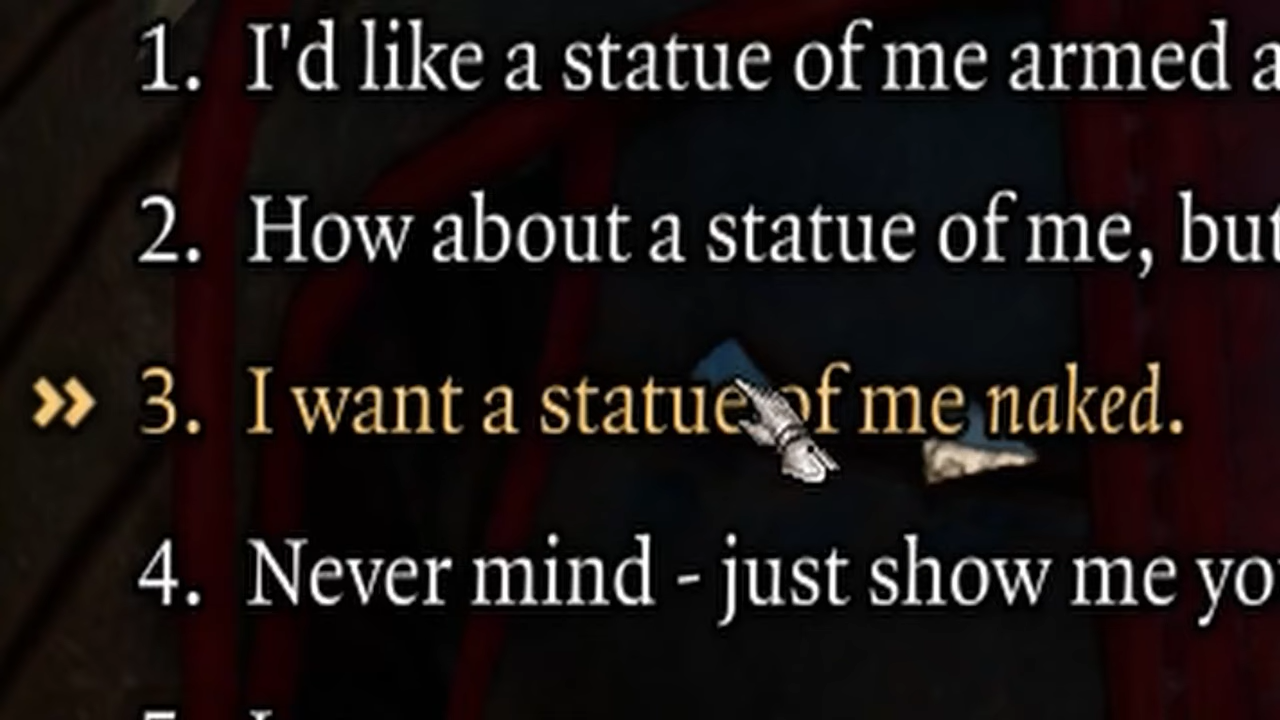 1. I'd like a statue of me armed a
2. How about a statue of me, but
3. I want a statue of me naked.
4. Never mind - just show me yo
5. I